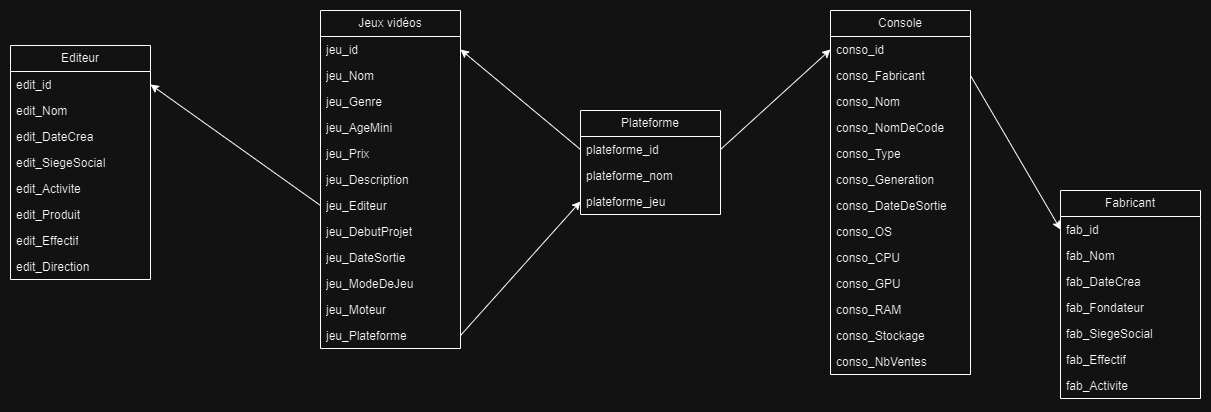 Editeur
edit_id
edit_Nom
edit_DateCrea
edit_SiegeSocial
edit_Activite
edit_Produit
edit_Effectif
edit_Direction
Jeux vidéos
jeu_id
jeu_Nom
jeu_Genre
jeu_AgeMini
jeu_Prix
jeu_Description
jeu_Editeur
jeu_DebutProjet
jeu_DateSortie
jeu_ModeDeJeu
jeu_Moteur
jeu_Plateforme
Plateforme
plateforme_id
plateforme_nom
plateforme_jeu
Console
conso_id
conso_Fabricant
conso_Nom
conso_NomDeCode
conso_Type
conso_Generation
conso_DateDeSortie
conso_OS
conso_CPU
conso_GPU
conso_RAM
conso_Stockage
conso_NbVentes
Fabricant
fab_id
fab_Nom
fab_DateCrea
fab_Fondateur
fab_SiegeSocial
fab_Effectif
fab_Activite